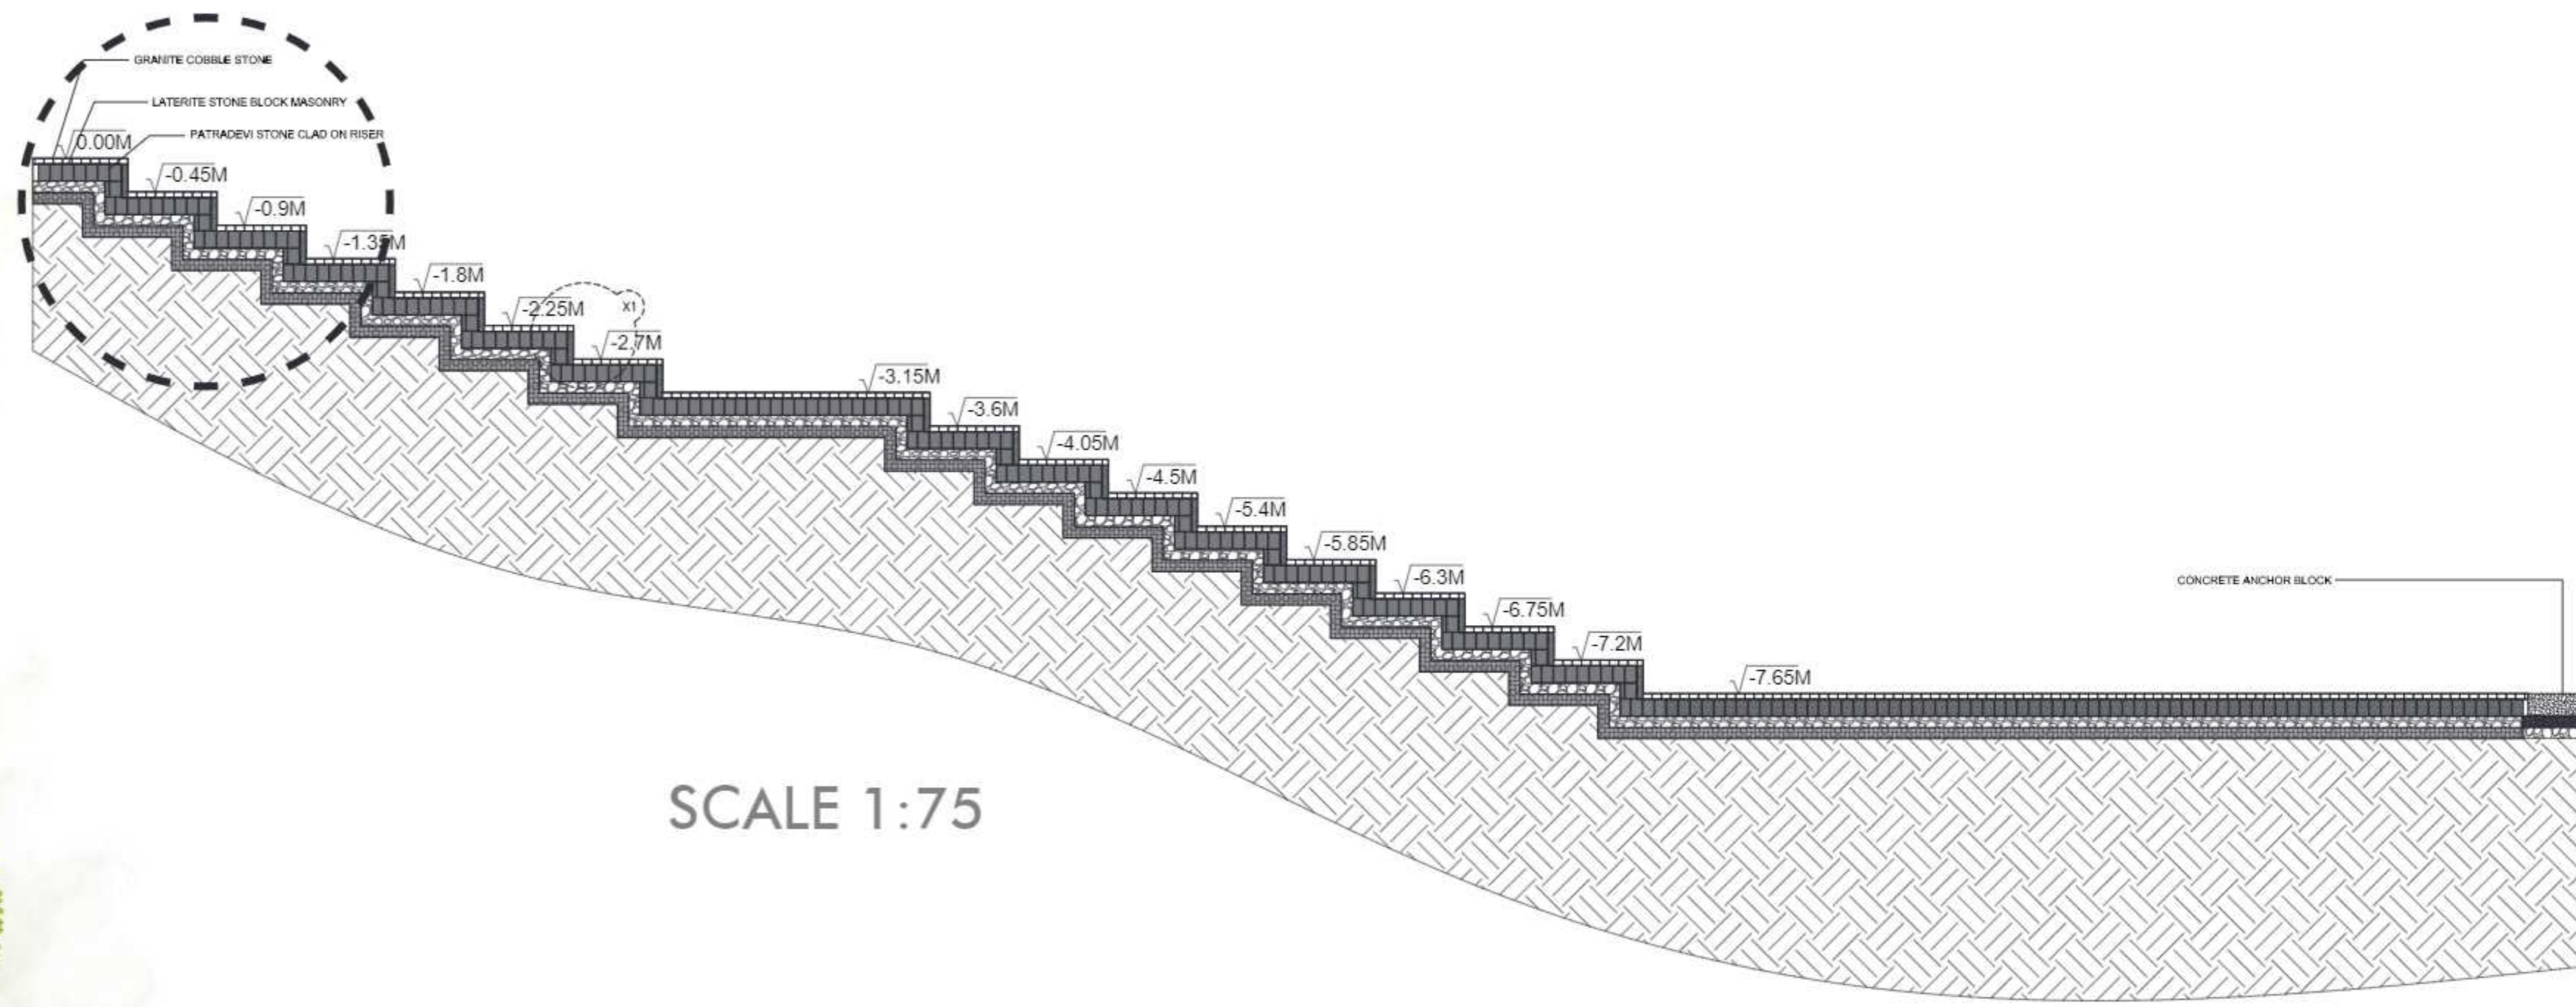 GRANITE COBBLE STONE
LATERITE STONE BLOCK MASONRY
PATRADEVI STONE CLAD ON RISER
0.00M
-0.45M
-0.9M
-1.35M
-1.8M
-2.25M
X1
-2.7M
-3.15M
-3.6M
-4.05M
-4.5M
-5.4M
-5.85M
-6.3M
-6.75M
-7.2M
-7.65M
CONCRETE ANCHOR BLOCK
SCALE 1:75